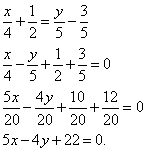 x/4 + 1/2 = y/5 - 3/5
x/4 - y/5 + 1/2 + 3/5 = 0
5x/20 - 4y/20 + 10/20 + 12/20 = 0
5x - 4y + 22 = 0.